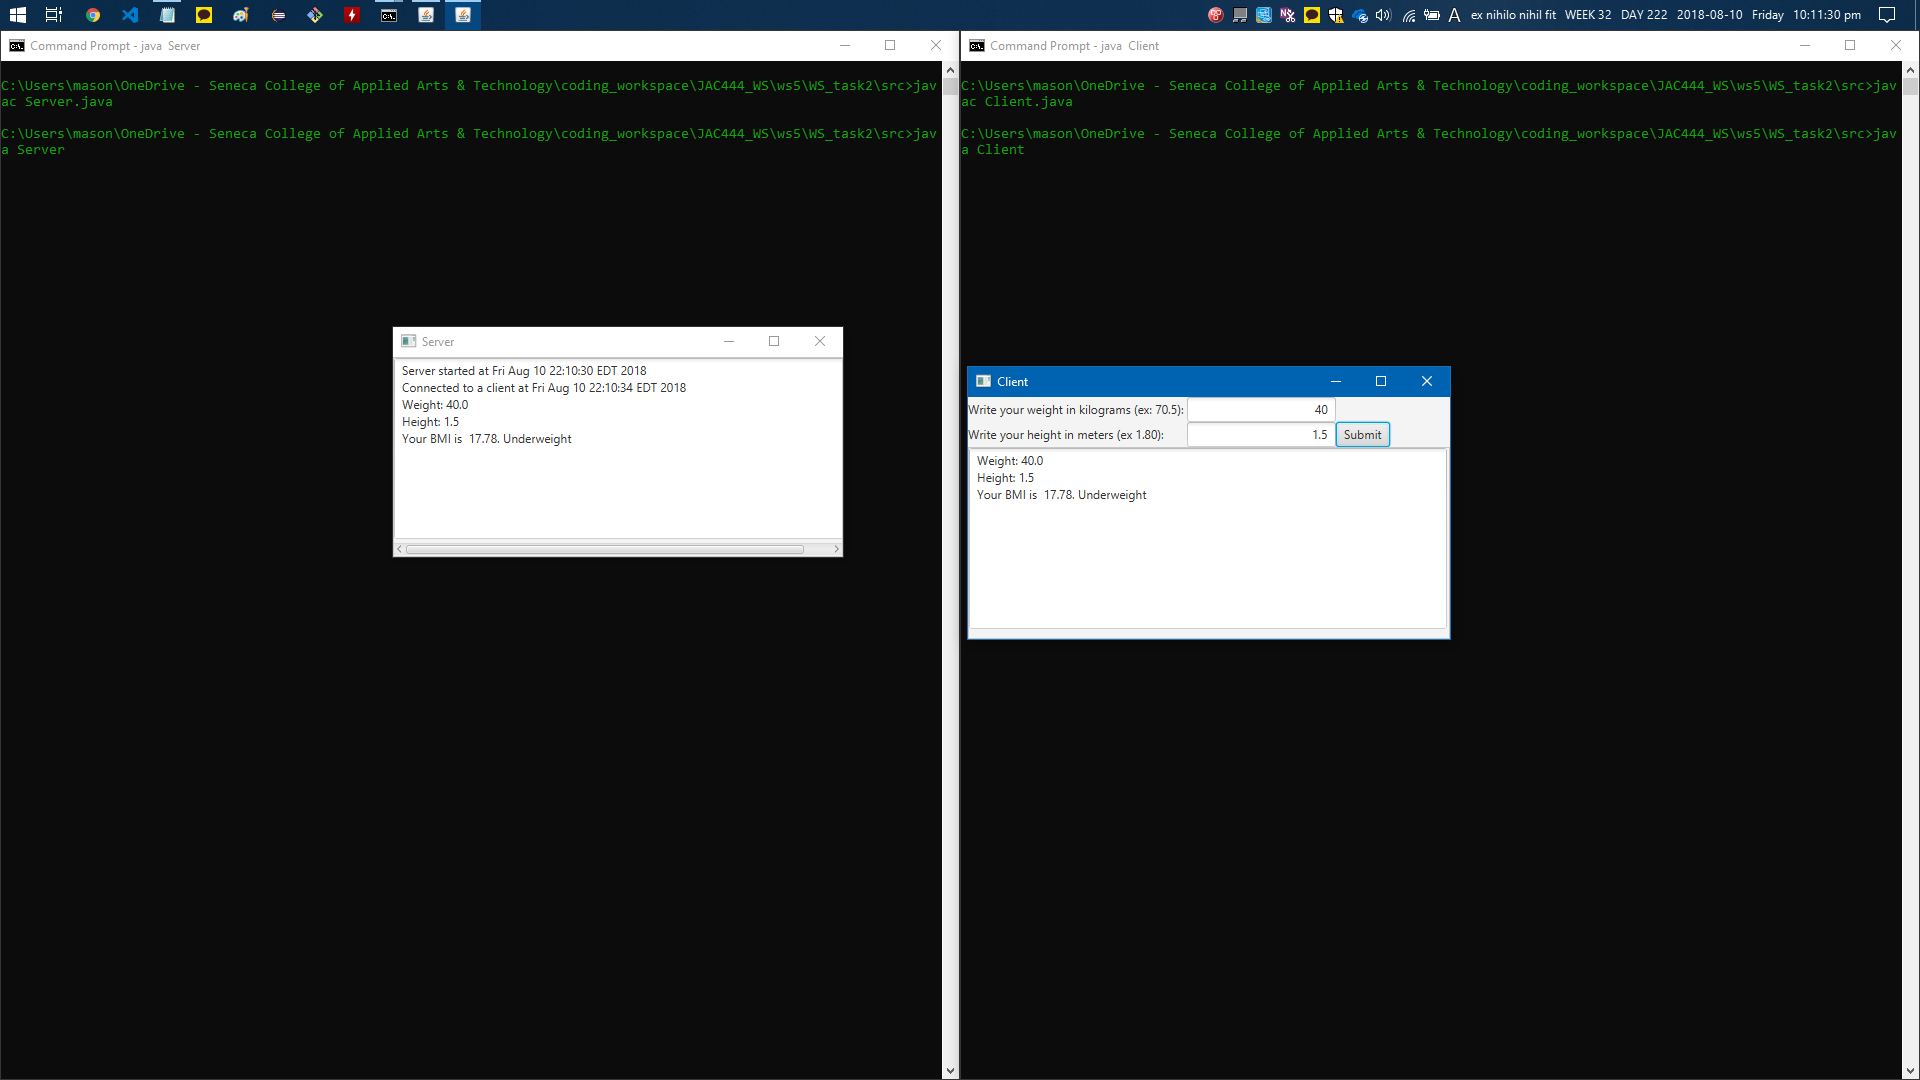 ex nihilo nihil fit WEEK 32 DAY 222 2018-08-10 Friday 10:11:30 pm
Command Prompt - java  Server
C:\Users\mason\OneDrive - Seneca College of Applied Arts & Technology\coding_workspace\JAC444_WS\ws5\WS_task2\src>jav
ac Server.java
C:\Users\mason\OneDrive - Seneca College of Applied Arts & Technology\coding_workspace\JAC444_WS\ws5\WS_task2\src>jav
a Server
Server
Server started at Fri Aug 10 22:10:30 EDT 2018
Connected to a client at Fri Aug 10 22:10:34 EDT 2018
Weight: 40.0
Height: 1.5
Your BMI is  17.78. Underweight
Command Prompt - java  Client
C:\Users\mason\OneDrive - Seneca College of Applied Arts & Technology\coding_workspace\JAC444_WS\ws5\WS_task2\src>jav
ac Client.java
C:\Users\mason\OneDrive - Seneca College of Applied Arts & Technology\coding_workspace\JAC444_WS\ws5\WS_task2\src>jav
a Client
Client
Write your weight in kilograms (ex: 70.5): 40
Write your height in meters (ex 1.80): 1.5 Submit
Weight: 40.0
Height: 1.5
Your BMI is  17.78. Underweight